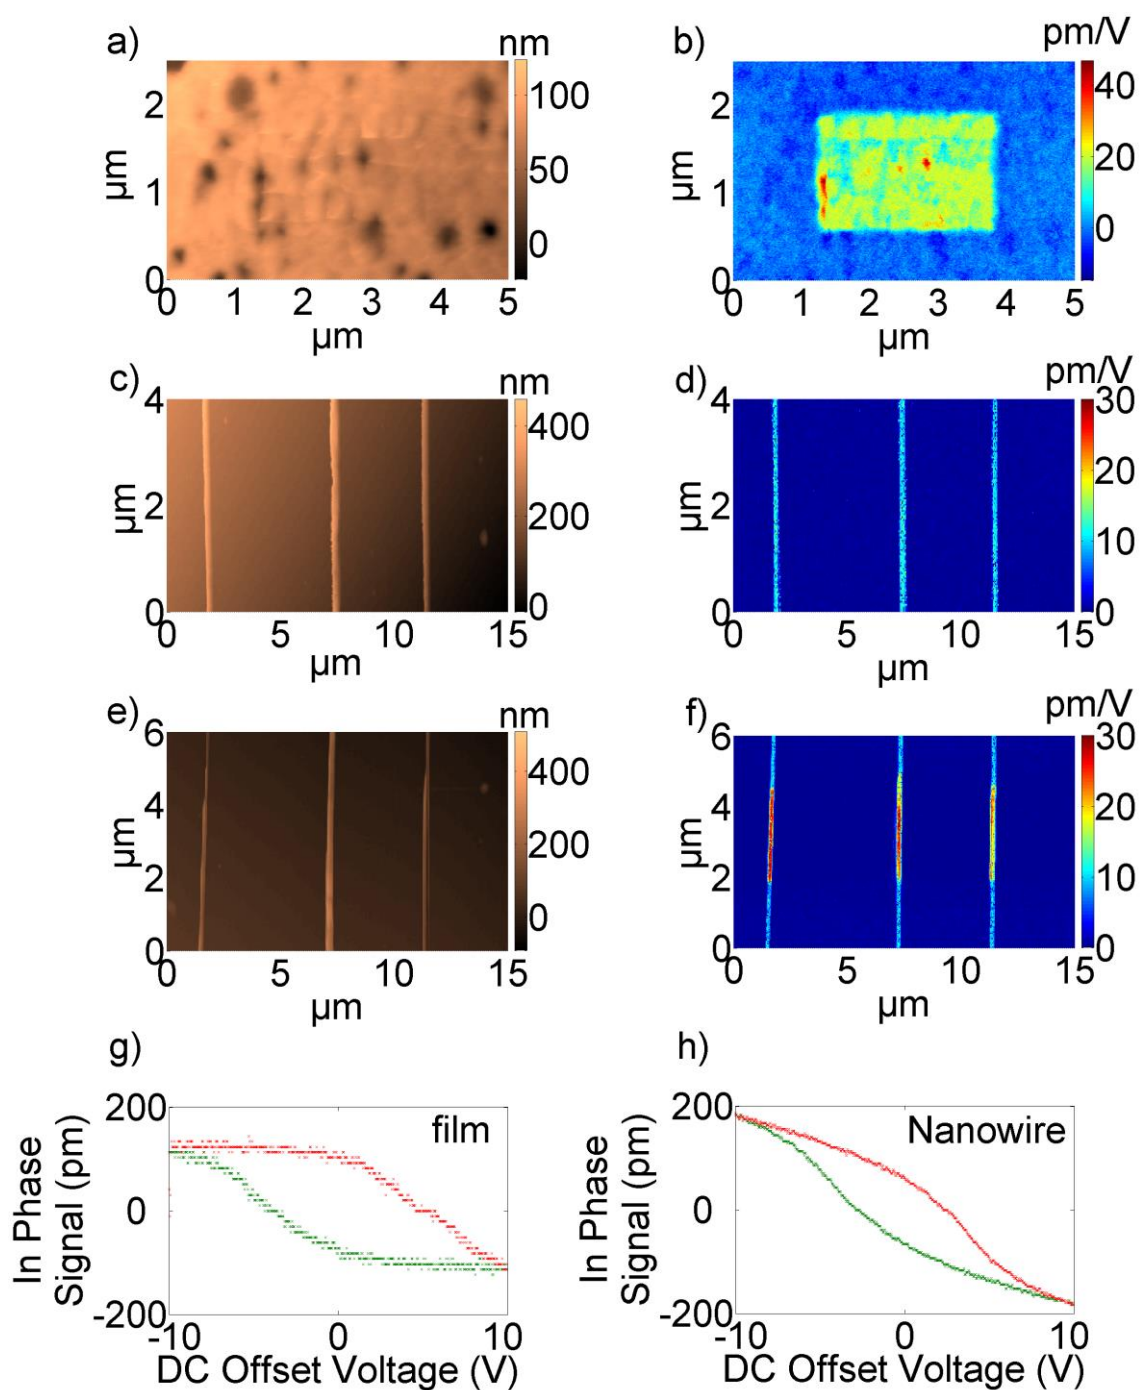 a) nm b) pm/V
2 100 2 40
µm 50 µm 20
1 1
0 0 0 0
0 1 2 3 4 5 0 1 2 3 4 5
µm µm
c) nm d) pm/V
4 400 4 30
µm 2 200 µm 2 20
10
0 0 0 0
0 5 10 15 0 5 10 15
µm µm
e) nm f) pm/V
6 400 6 30
4 200 4 20
µm 2 µm 2 10
0 0 0 0
0 5 10 15 0 5 10 15
µm µm
g) h)
In Phase
Signal (pm)
200 film
0
-200
-10 0 10
DC Offset Voltage (V)
In Phase
Signal (pm)
200 Nanowire
0
-200
-10 0 10
DC Offset Voltage (V)